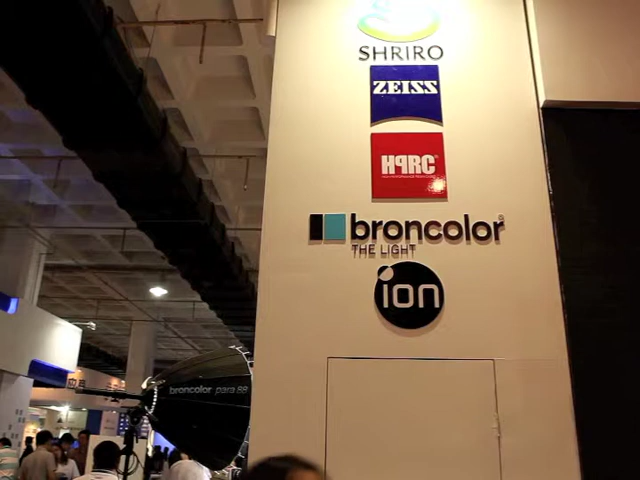 SHRIRO
ZEISS
HPRC
broncolor
THE LIGHT
ion
broncolor para 88